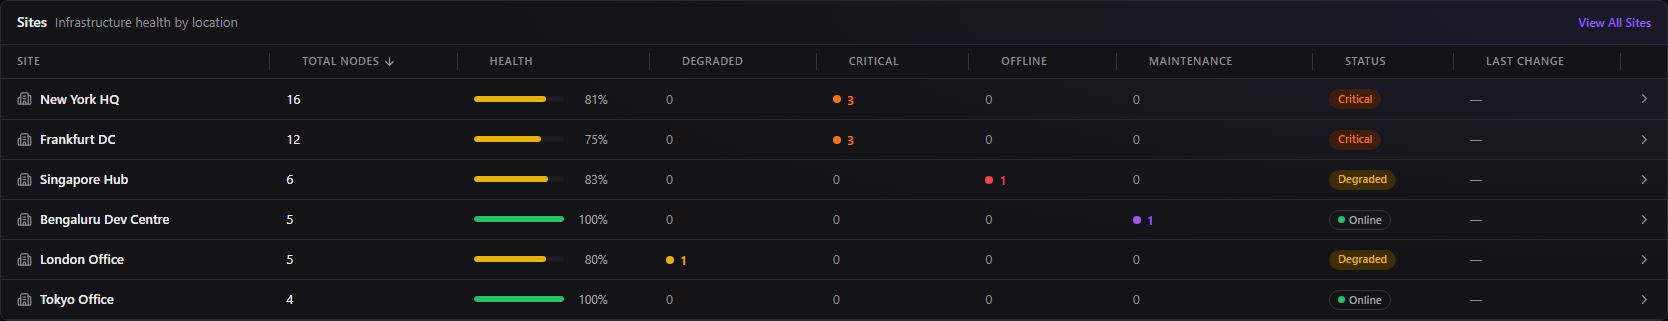 Sites Infrastructure health by location View All Sites
SITE TOTAL NODES ↓ HEALTH DEGRADED CRITICAL OFFLINE MAINTENANCE STATUS LAST CHANGE
New York HQ 16 81% 0 3 0 0 Critical —
Frankfurt DC 12 75% 0 3 0 0 Critical —
Singapore Hub 6 83% 0 0 1 0 Degraded —
Bengaluru Dev Centre 5 100% 0 0 0 1 Online —
London Office 5 80% 1 0 0 0 Degraded —
Tokyo Office 4 100% 0 0 0 0 Online —